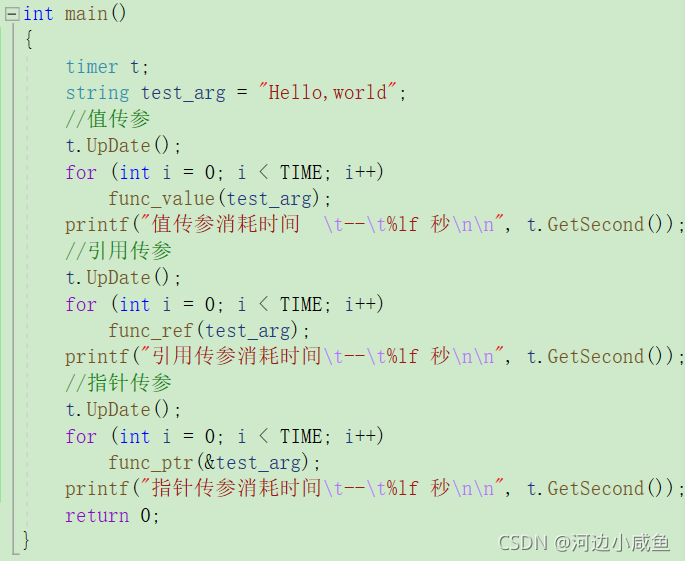 int main()
{
    timer t;
    string test_arg = "Hello,world";
    //值传参
    t.UpDate();
    for (int i = 0; i < TIME; i++)
        func_value(test_arg);
    printf("值传参消耗时间  \t--\t%lf 秒\n\n", t.GetSecond());
    //引用传参
    t.UpDate();
    for (int i = 0; i < TIME; i++)
        func_ref(test_arg);
    printf("引用传参消耗时间\t--\t%lf 秒\n\n", t.GetSecond());
    //指针传参
    t.UpDate();
    for (int i = 0; i < TIME; i++)
        func_ptr(&test_arg);
    printf("指针传参消耗时间\t--\t%lf 秒\n\n", t.GetSecond());
    return 0;
}
CSDN @河边小咸鱼